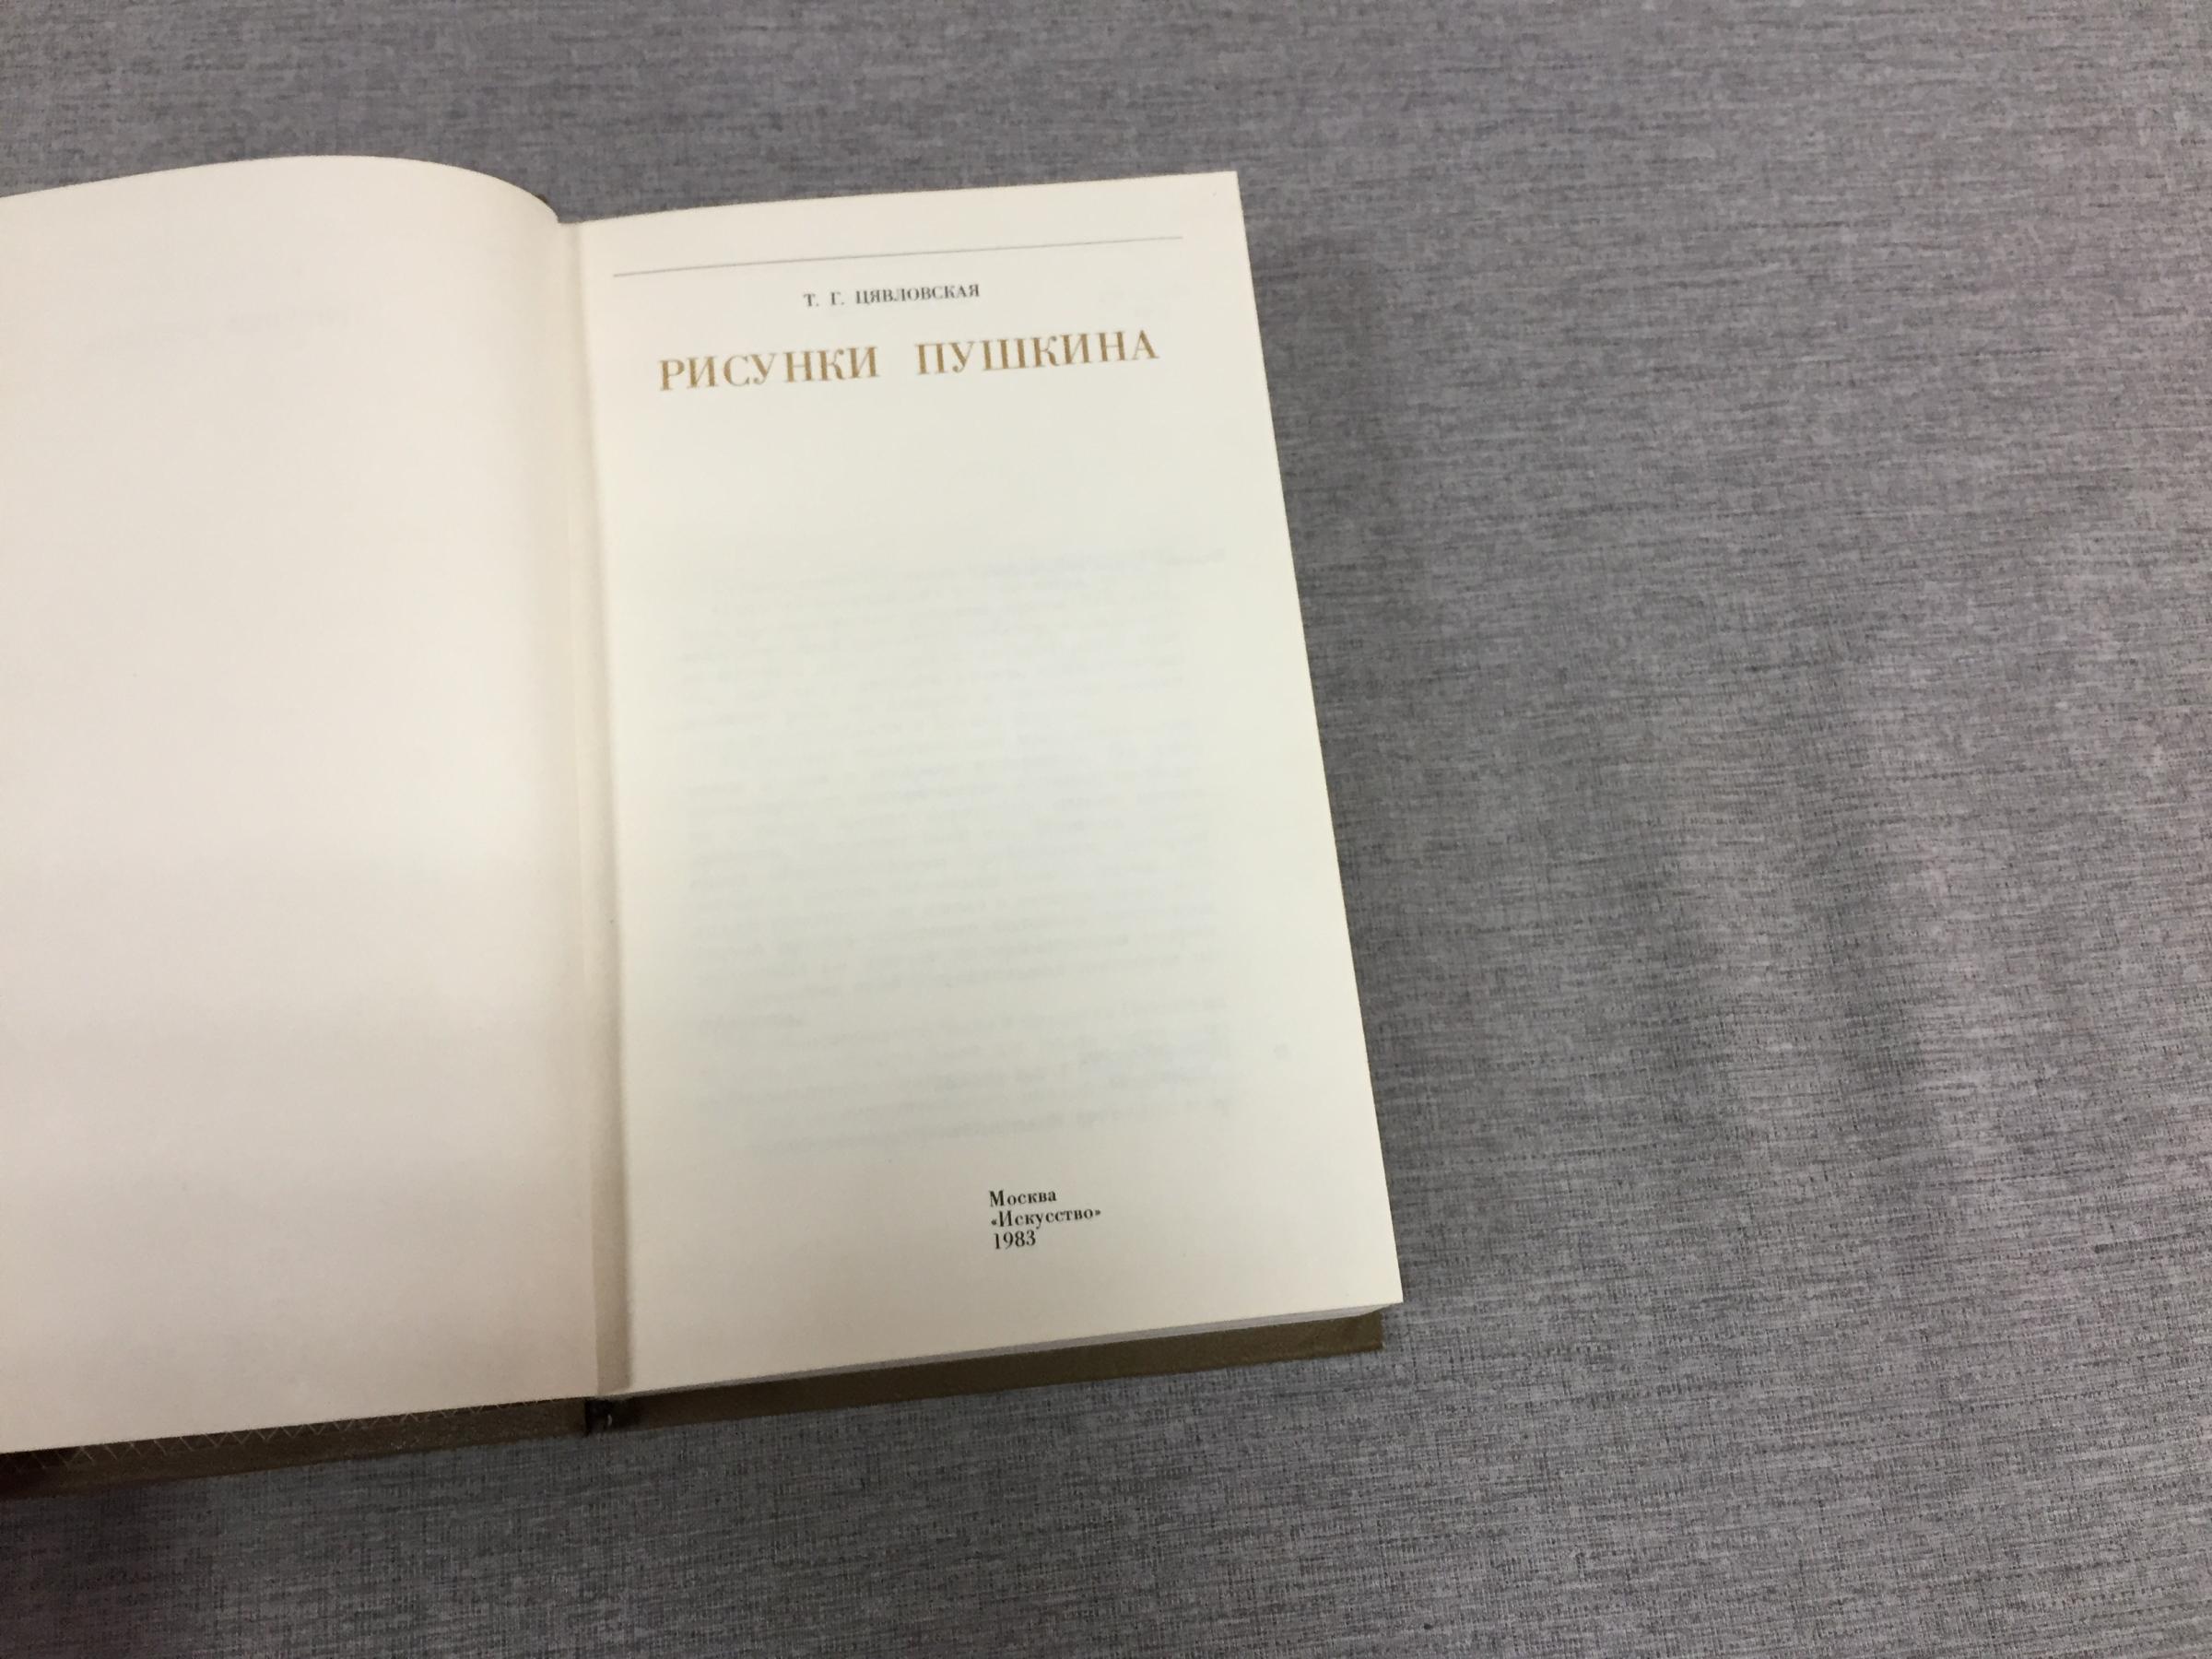 Т. Г. ЦЯВЛОВСКАЯ
РИСУНКИ ПУШКИНА
Москва
«Искусство»
1983